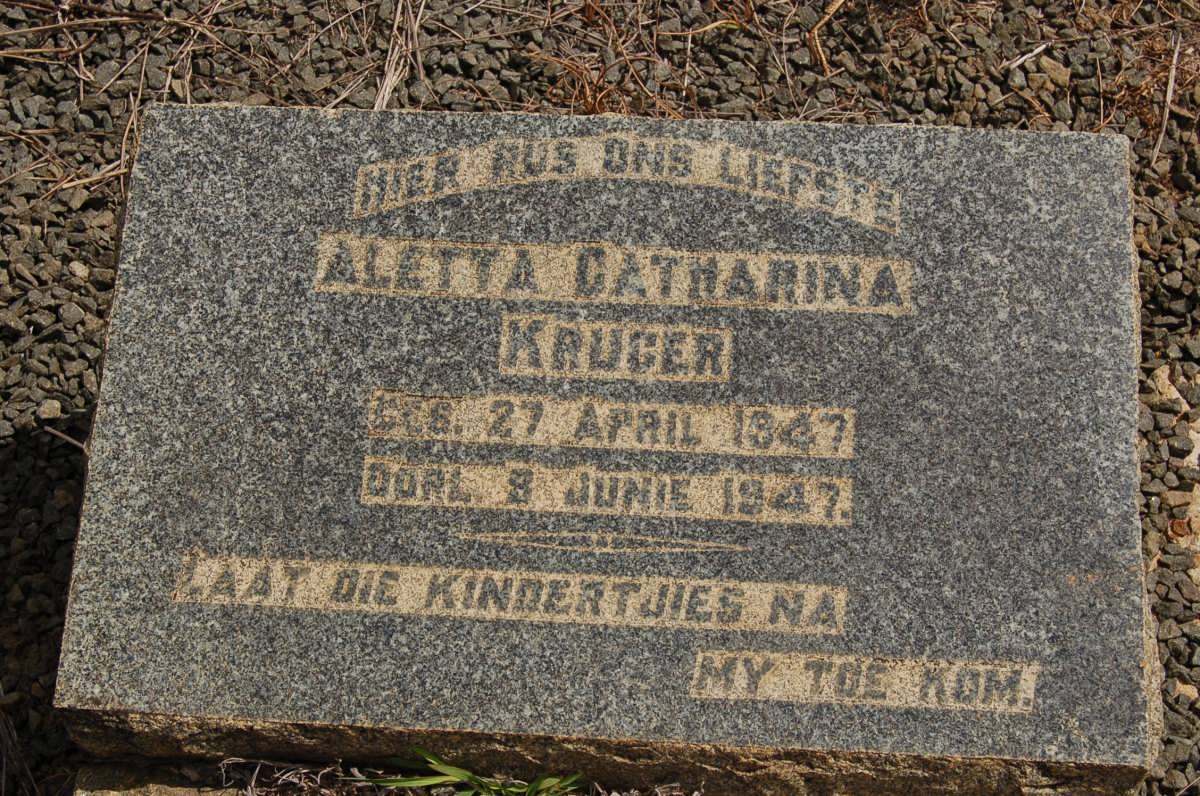 HIER RUS ONS LIEFSTE
ALETTA CATHARINA
KRUGER
GEB. 27 APRIL 1947
OORL. 9 JUNIE 1947.
LAAT DIE KINDERTJIES NA
MY TOE KOM.